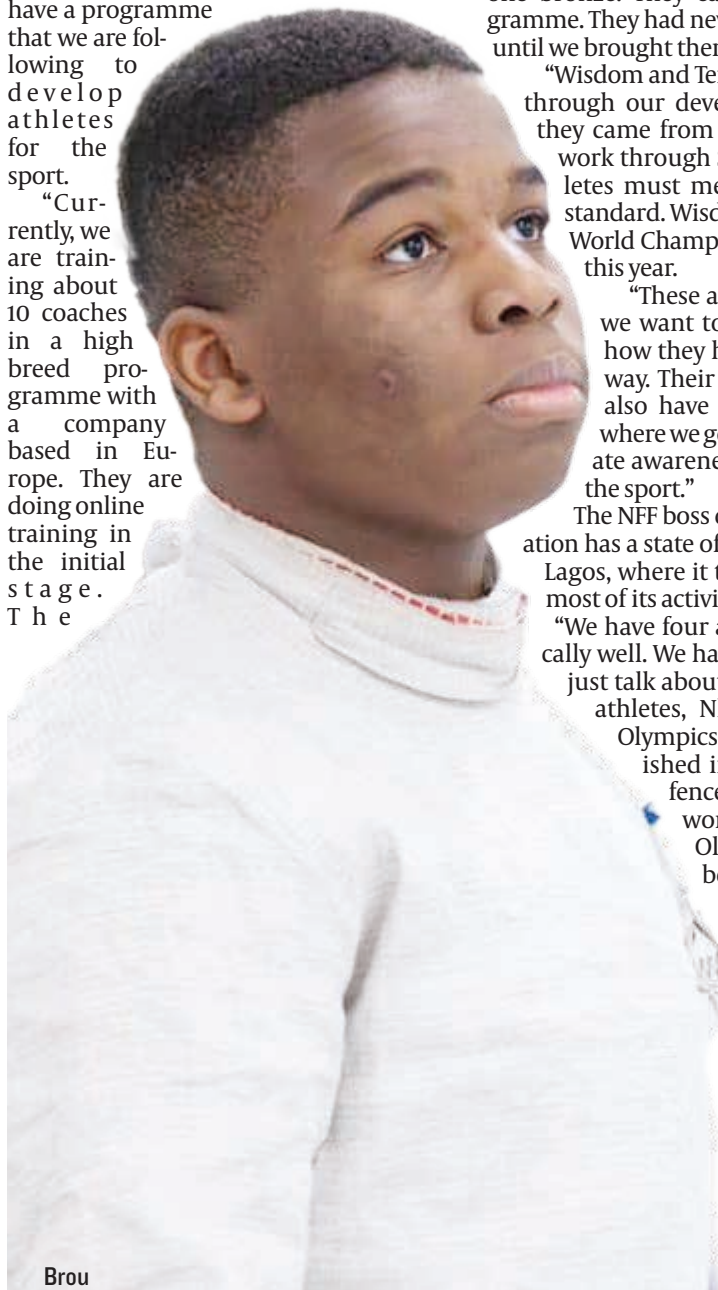 have a programme
that we are fol-
lowing to
develop
athletes
for the
sport.
“Cur-
rently, we
are train-
ing about
10 coaches
in a high
breed pro-
gramme with
a company
based in Eu-
rope. They are
doing online
training in
the initial
stage.
The
gramme. They had nev
until we brought ther
“Wisdom and Te
through our deve
they came from
work through
letes must me
standard. Wisd
World Champ
this year.
“These a
we want to
how they h
way. Their
also have
where we g
ate awarene
the sport.”
The NFF boss
ation has a state of
Lagos, where it t
most of its activi
“We have four a
cally well. We ha
just talk about
athletes, N
Olympics
ished i
fence
wor
Ol
b
Brou